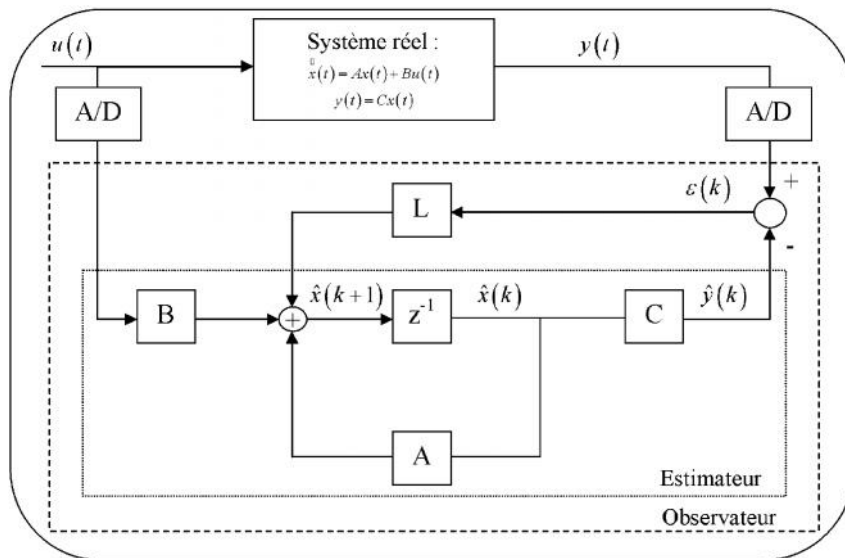 u(t)
Système réel :
ẋ(t) = Ax(t) + Bu(t)
y(t) = Cx(t)
y(t)
A/D
A/D
+
ε(k)
L
-
B
+
x̂(k+1)
z⁻¹
x̂(k)
C
ŷ(k)
A
Estimateur
Observateur